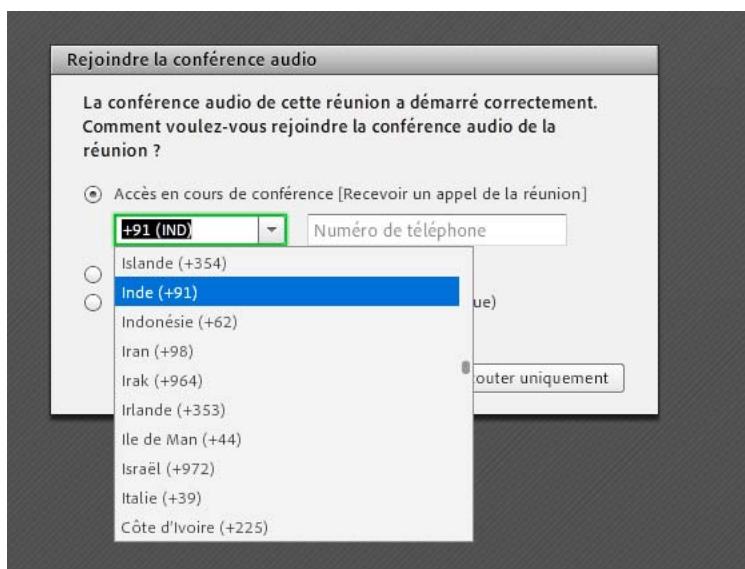 Rejoindre la conférence audio
La conférence audio de cette réunion a démarré correctement.
Comment voulez-vous rejoindre la conférence audio de la
réunion ?
Accès en cours de conférence [Recevoir un appel de la réunion]
+91 (IND)
Numéro de téléphone
Islande (+354)
Inde (+91)
Indonésie (+62)
Iran (+98)
Irak (+964)
Irlande (+353)
Ile de Man (+44)
Israël (+972)
Italie (+39)
Côte d'Ivoire (+225)
uniquement